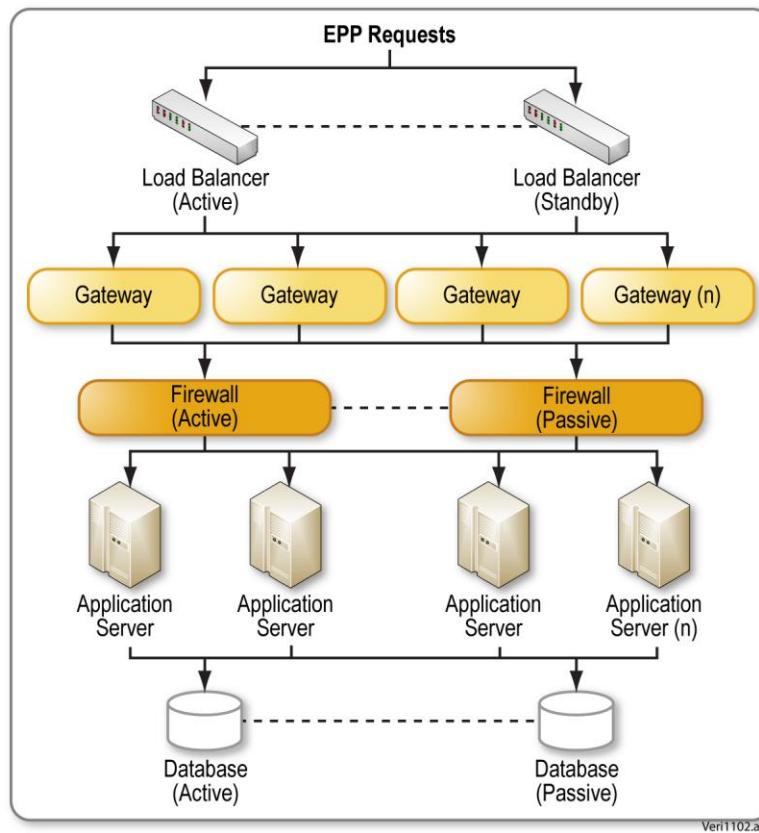 EPP Requests
Load Balancer
(Active)
Load Balancer
(Standby)
Gateway
Gateway
Gateway
Gateway (n)
Firewall
(Active)
Firewall
(Passive)
Application
Server
Application
Server
Application
Server
Application
Server (n)
Database
(Active)
Database
(Passive)
Veri1102.a